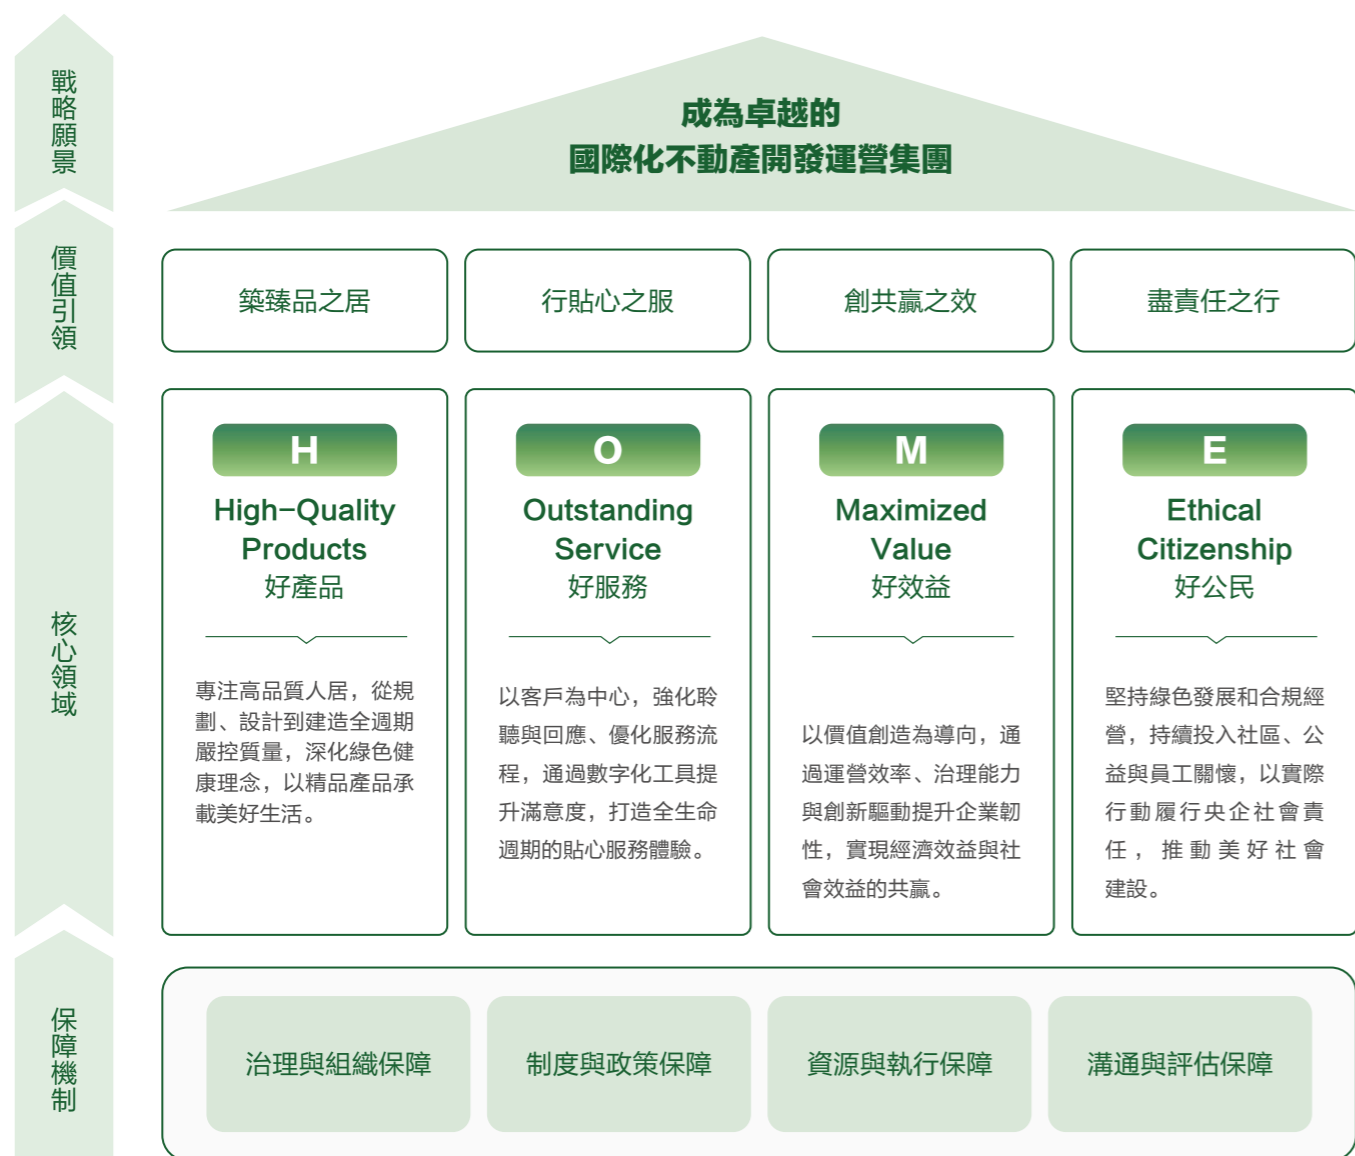 戰略願景
成為卓越的
國際化不動產開發運營集團
價值引領
築臻品之居
行貼心之服
創共贏之效
盡責任之行
核心領域
H
High-Quality
Products
好產品
專注高品質人居，從規
劃、設計到建造全週期
嚴控質量，深化綠色健
康理念，以精品產品承
載美好生活。
O
Outstanding
Service
好服務
以客戶為中心，強化聆
聽與回應、優化服務流
程，通過數字化工具提
升滿意度，打造全生命
週期的貼心服務體驗。
M
Maximized
Value
好效益
以價值創造為導向，通
過運營效率、治理能力
與創新驅動提升企業韌
性，實現經濟效益與社
會效益的共贏。
E
Ethical
Citizenship
好公民
堅持綠色發展和合規經
營，持續投入社區、公
益與員工關懷，以實際
行動履行央企社會責
任，推動美好社會
建設。
保障機制
治理與組織保障
制度與政策保障
資源與執行保障
溝通與評估保障